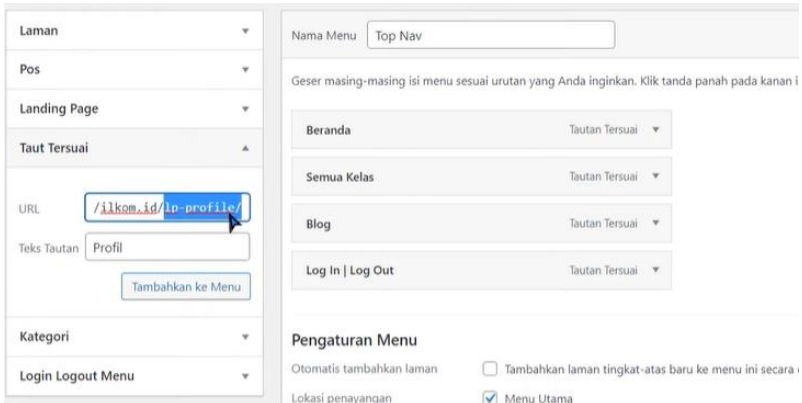 Laman
Pos
Landing Page
Taut Tersuai
URL /ilkom.id/lp-profile/
Teks Tautan Profil
Tambahkan ke Menu
Kategori
Login Logout Menu
Nama Menu Top Nav
Geser masing-masing isi menu sesuai urutan yang Anda inginkan. Klik tanda panah pada kanan i
Beranda Tautan Tersuai
Semua Kelas Tautan Tersuai
Blog Tautan Tersuai
Log In | Log Out Tautan Tersuai
Pengaturan Menu
Otomatis tambahkan laman Tambahkan laman tingkat-atas baru ke menu ini secara
Lokasi penayangan Menu Utama